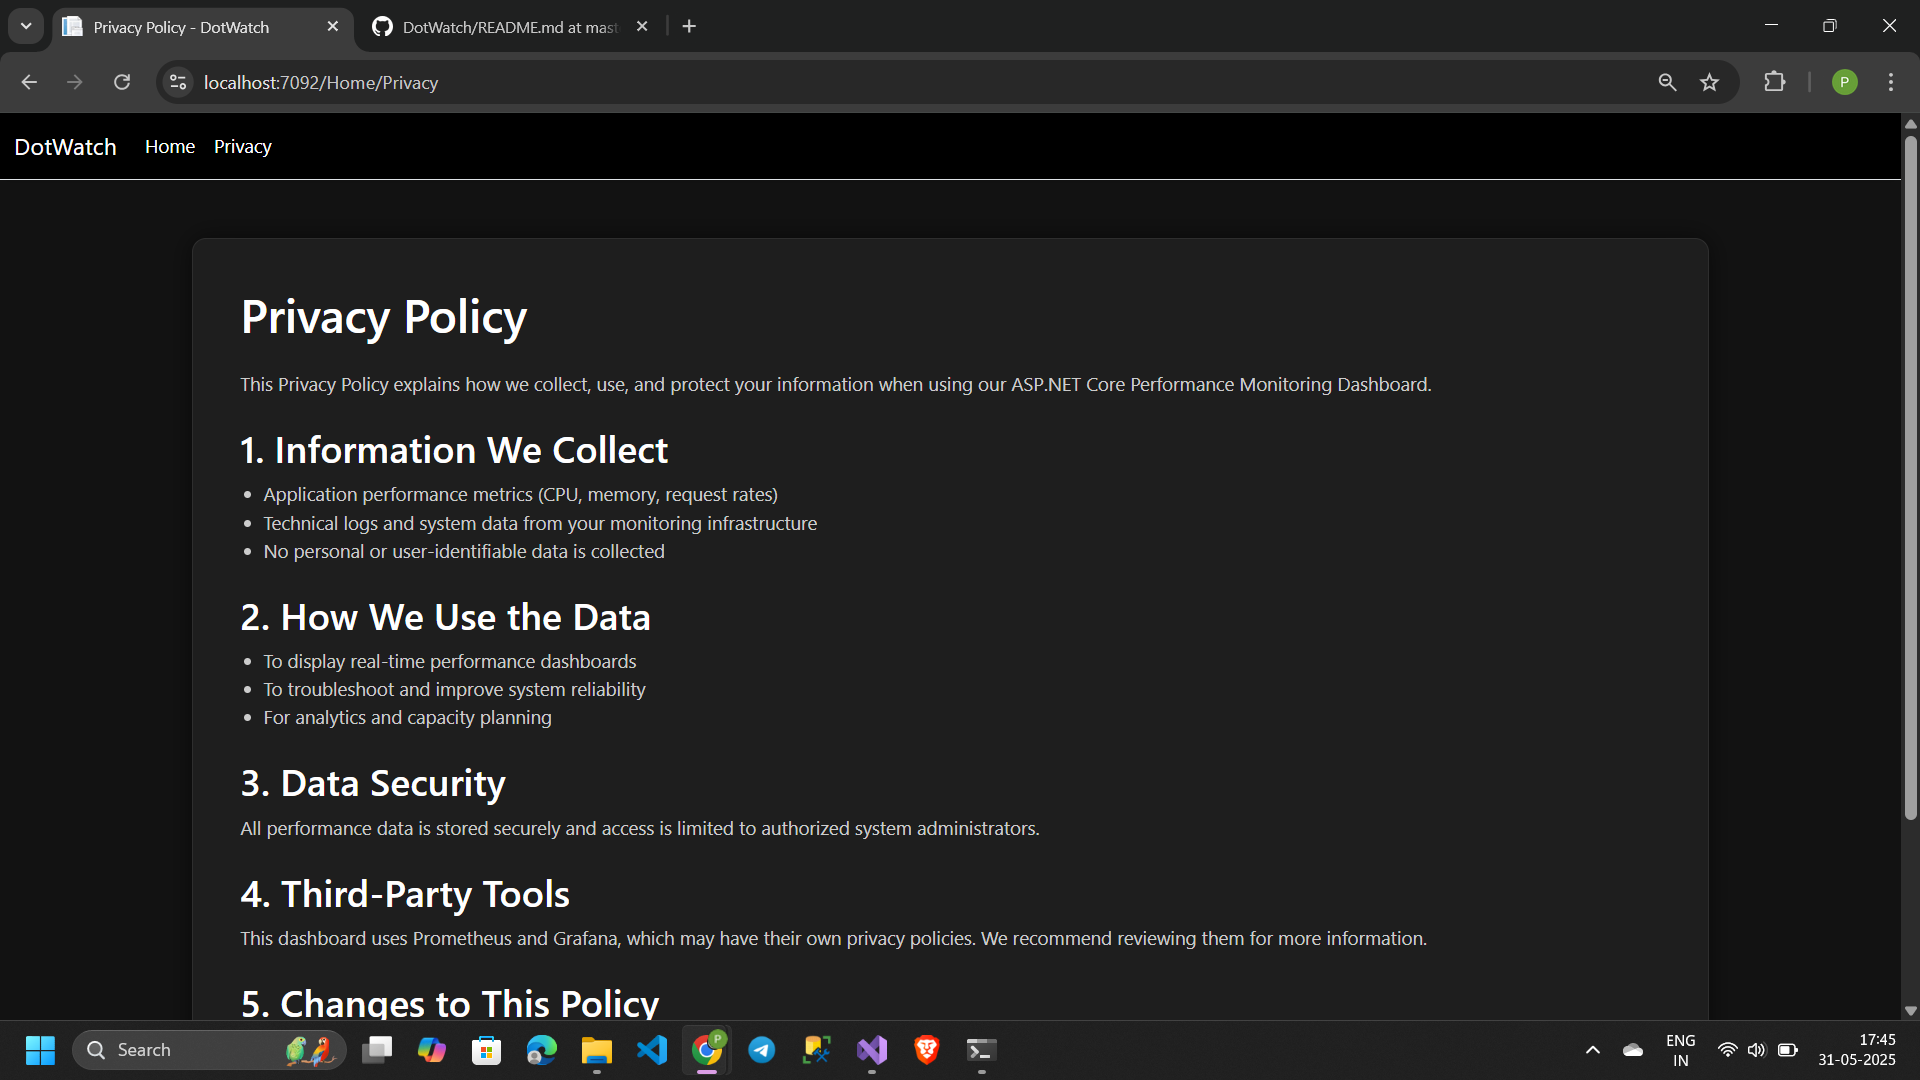 Privacy Policy - DotWatch
DotWatch/README.md at mast
localhost:7092/Home/Privacy
P
DotWatch
Home
Privacy
Privacy Policy
This Privacy Policy explains how we collect, use, and protect your information when using our ASP.NET Core Performance Monitoring Dashboard.
1. Information We Collect
• Application performance metrics (CPU, memory, request rates)
• Technical logs and system data from your monitoring infrastructure
• No personal or user-identifiable data is collected
2. How We Use the Data
• To display real-time performance dashboards
• To troubleshoot and improve system reliability
• For analytics and capacity planning
3. Data Security
All performance data is stored securely and access is limited to authorized system administrators.
4. Third-Party Tools
This dashboard uses Prometheus and Grafana, which may have their own privacy policies. We recommend reviewing them for more information.
5. Changes to This Policy
Search
P
ENG
IN
17:45
31-05-2025